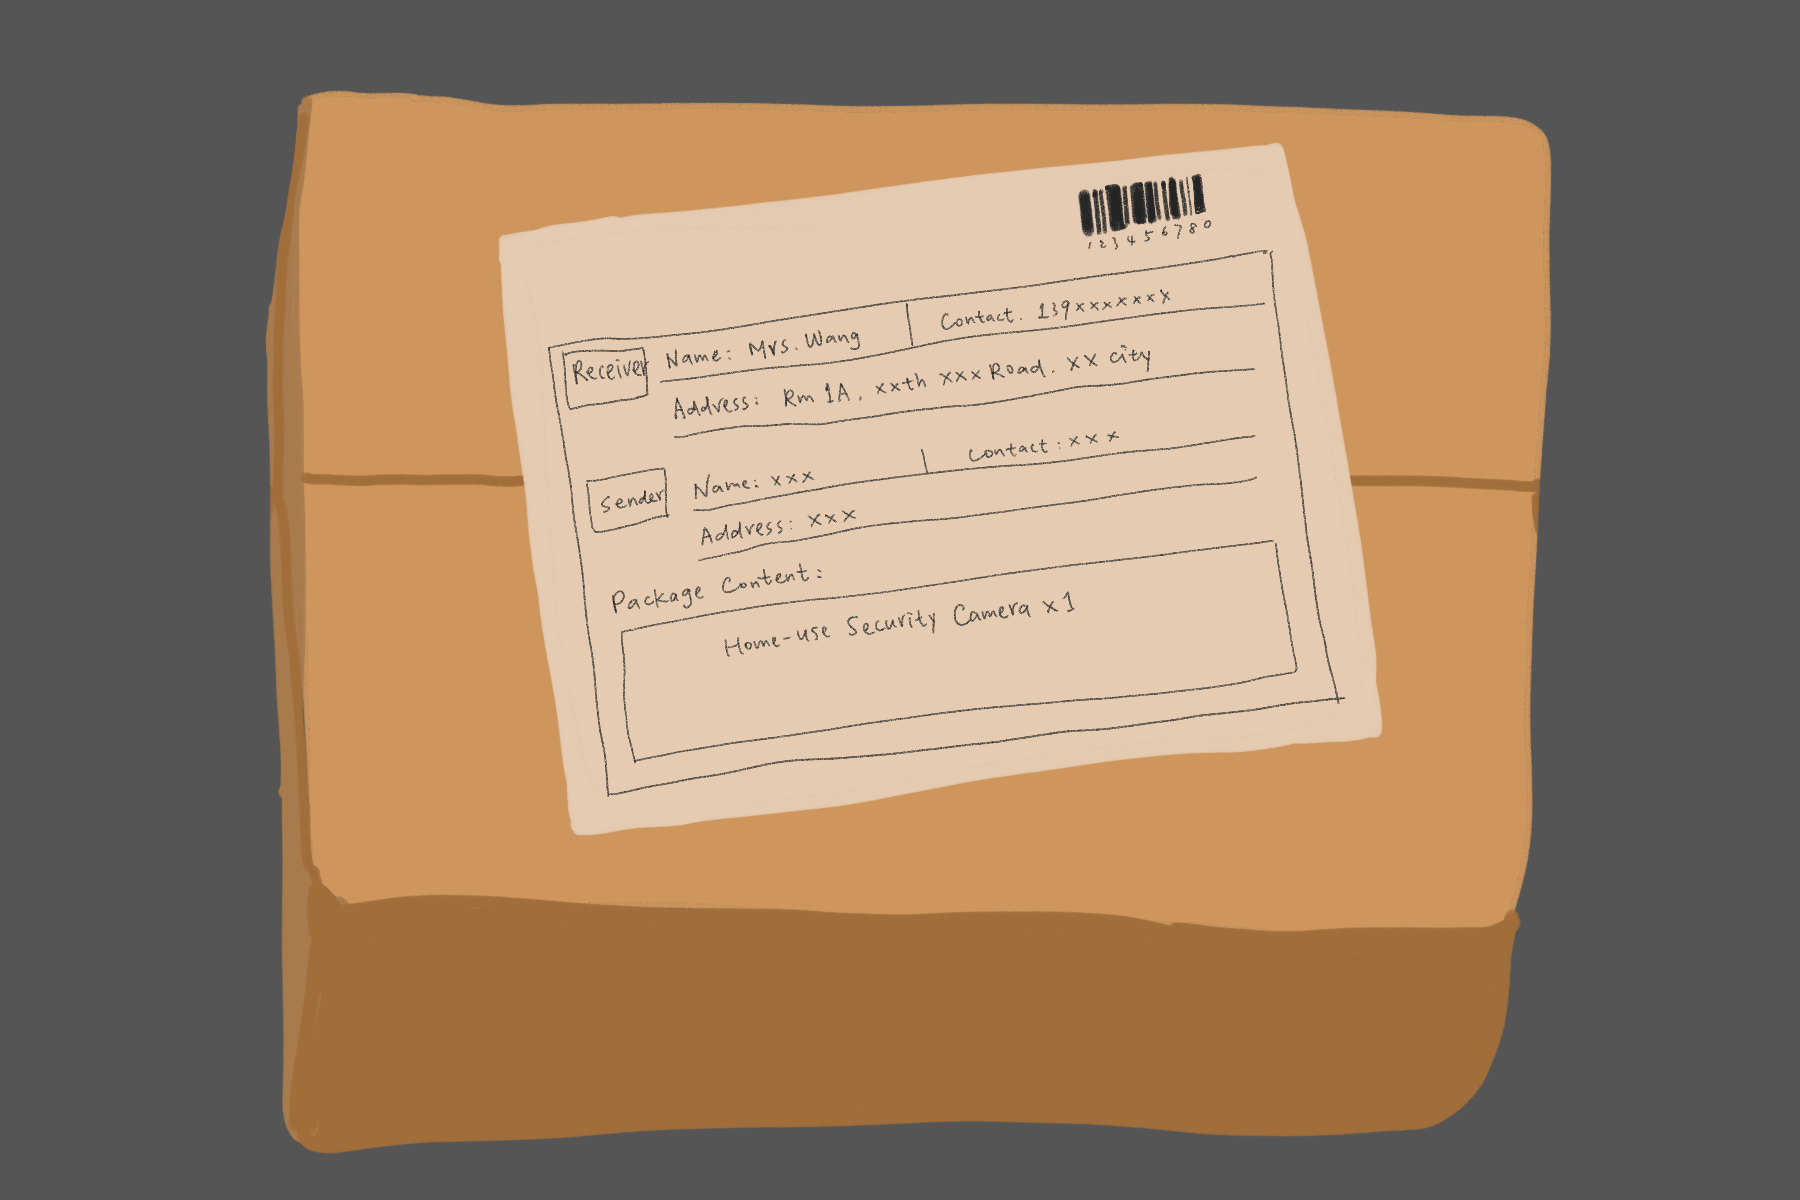 123456780
Receiver
Name: Mrs. Wang
Contact. 139xxxxxxx
Address: Rm 1A, xxth xxx Road. XX city
Sender
Name: xxx
Contact: xxx
Address: xxx
Package Content:
Home-use Security Camera x1